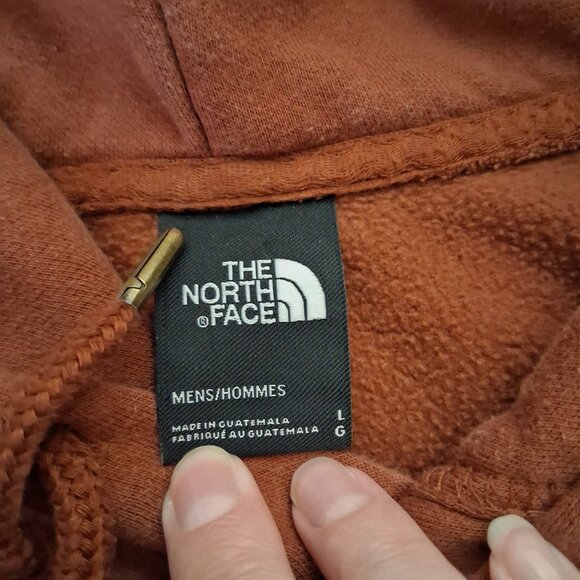 THE
NORTH
® FACE
MENS/HOMMES
MADE IN GUATEMALA L
FABRIQUÉ AU GUATEMALA G